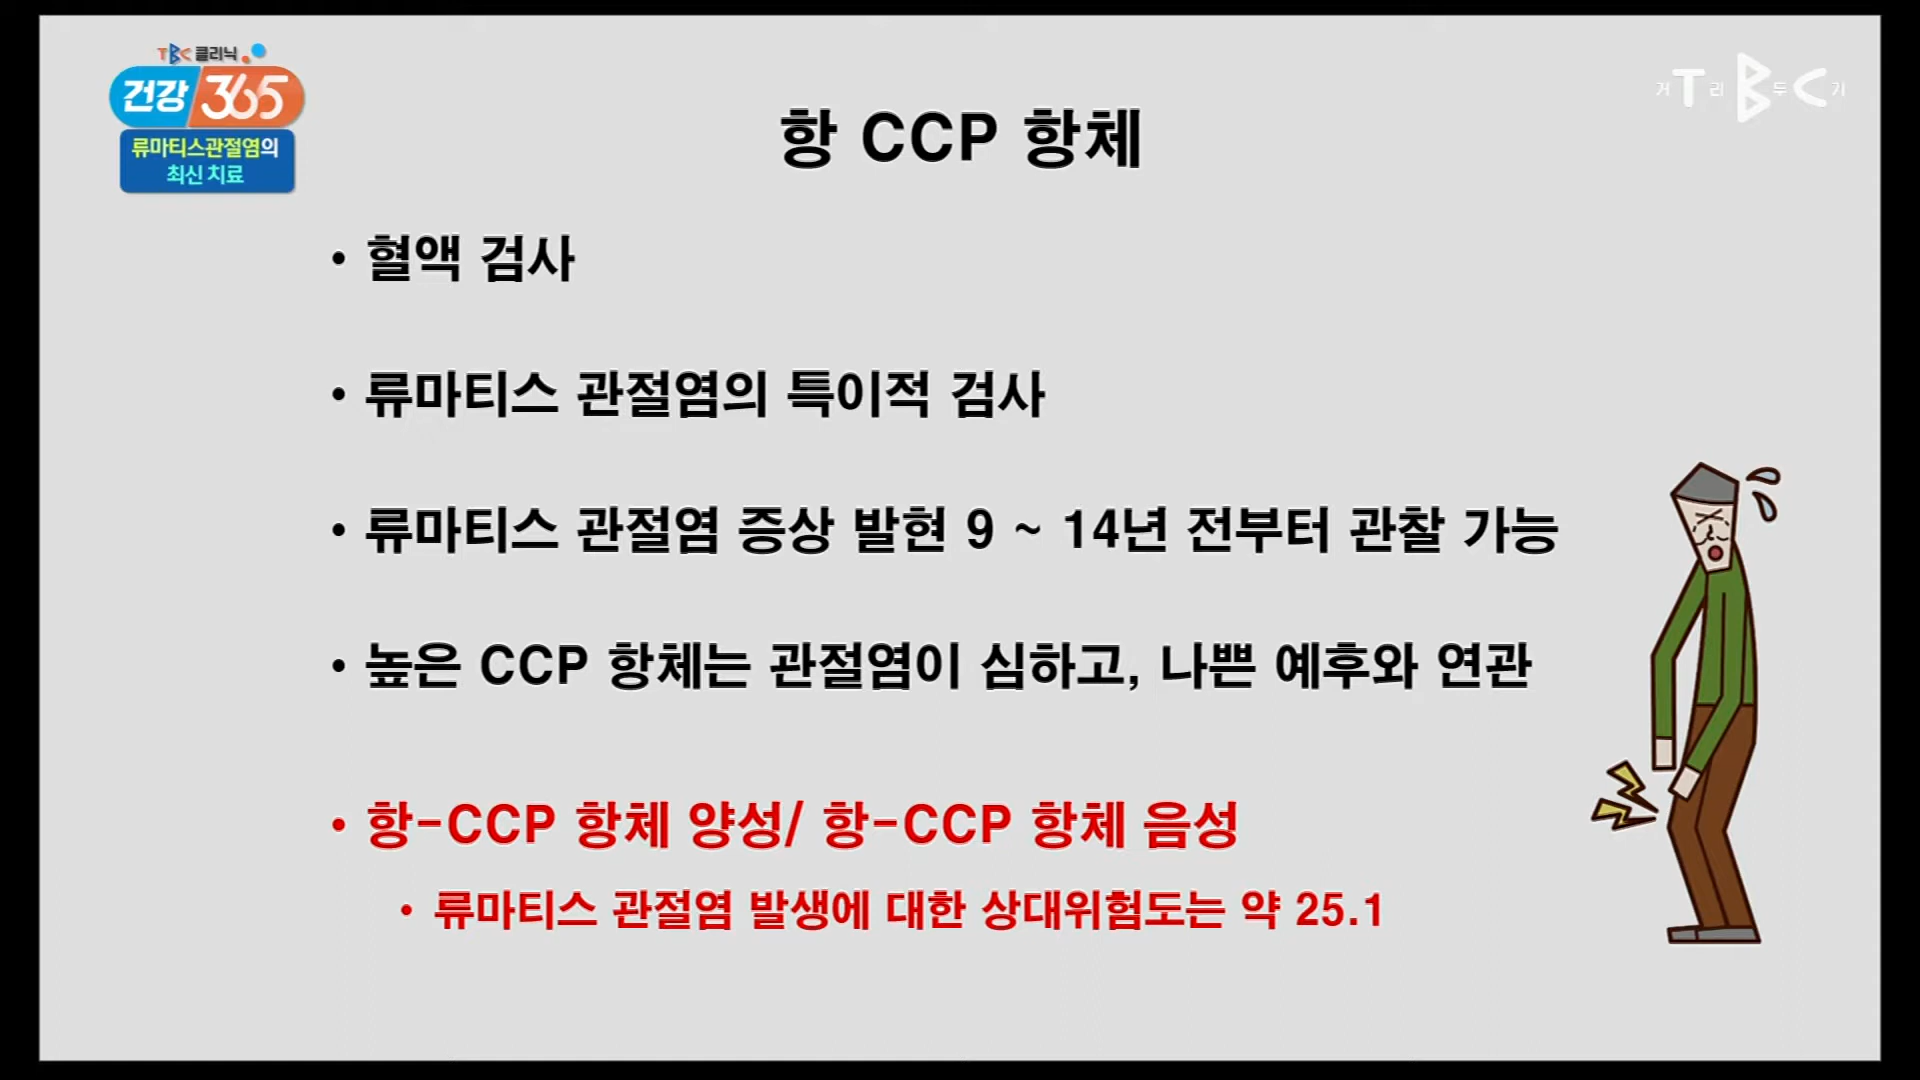 TBC 클리닉
건강 365
류마티스관절염의
최신 치료
거 T 리 B 두 C 기
항 CCP 항체
• 혈액 검사
• 류마티스 관절염의 특이적 검사
• 류마티스 관절염 증상 발현 9 ~ 14년 전부터 관찰 가능
• 높은 CCP 항체는 관절염이 심하고, 나쁜 예후와 연관
• 항-CCP 항체 양성/ 항-CCP 항체 음성
• 류마티스 관절염 발생에 대한 상대위험도는 약 25.1